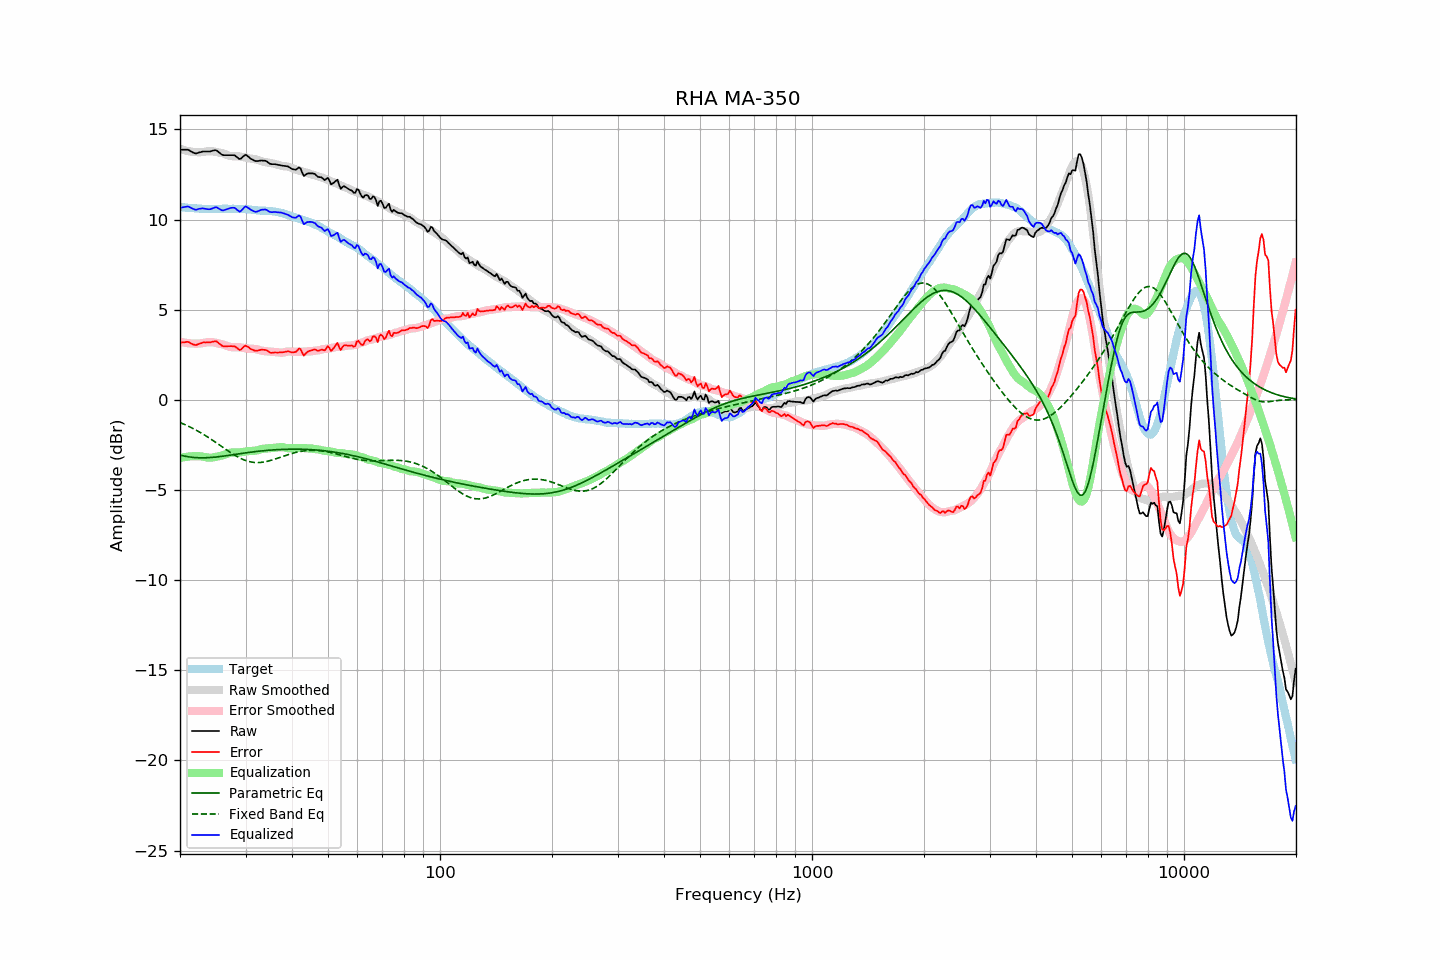 RHA MA-350
15
10
5
0
−5
−10
−15
−20
−25
Amplitude (dBr)
Target
Raw Smoothed
Error Smoothed
Raw
Error
Equalization
Parametric Eq
Fixed Band Eq
Equalized
100 1000 10000
Frequency (Hz)